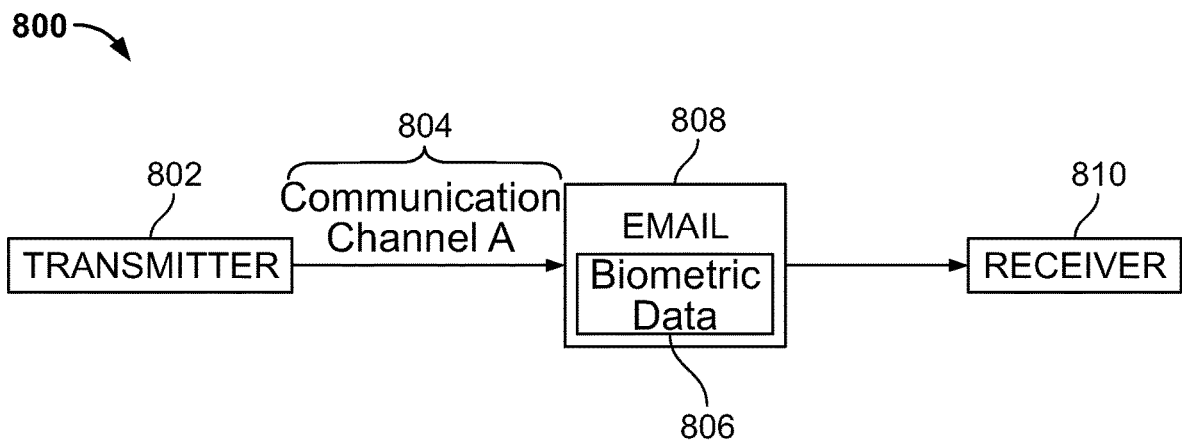 800
804
808
802
810
Communication
Channel A
EMAIL
TRANSMITTER
RECEIVER
Biometric
Data
806